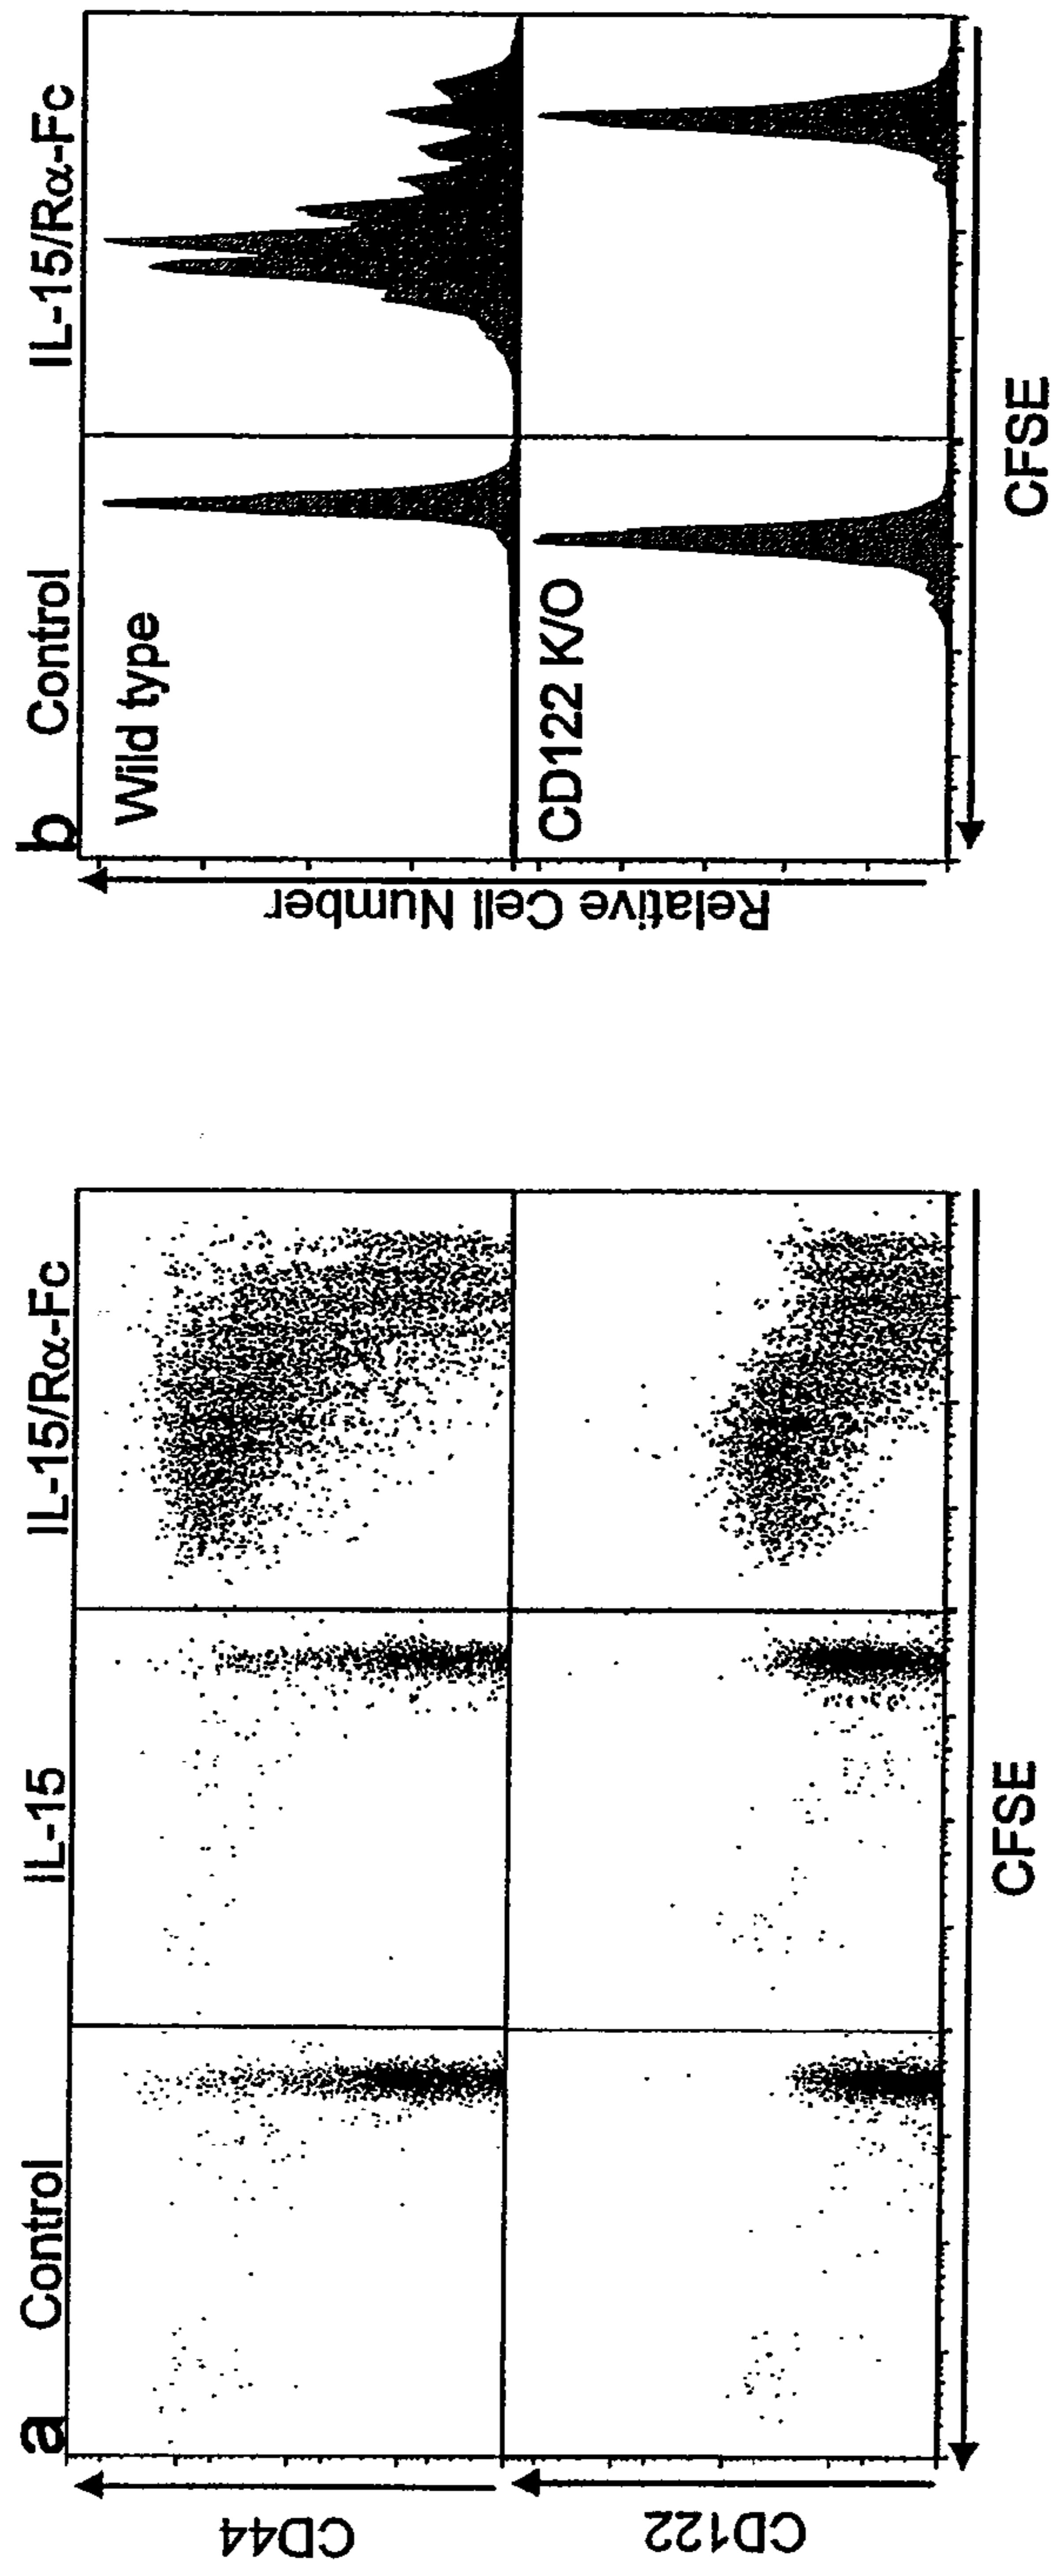 a
Control
IL-15
IL-15/Rα-Fc
CD44
CD122
CFSE
b
Control
IL-15/Rα-Fc
Wild type
CD122 K/O
Relative Cell Number
CFSE